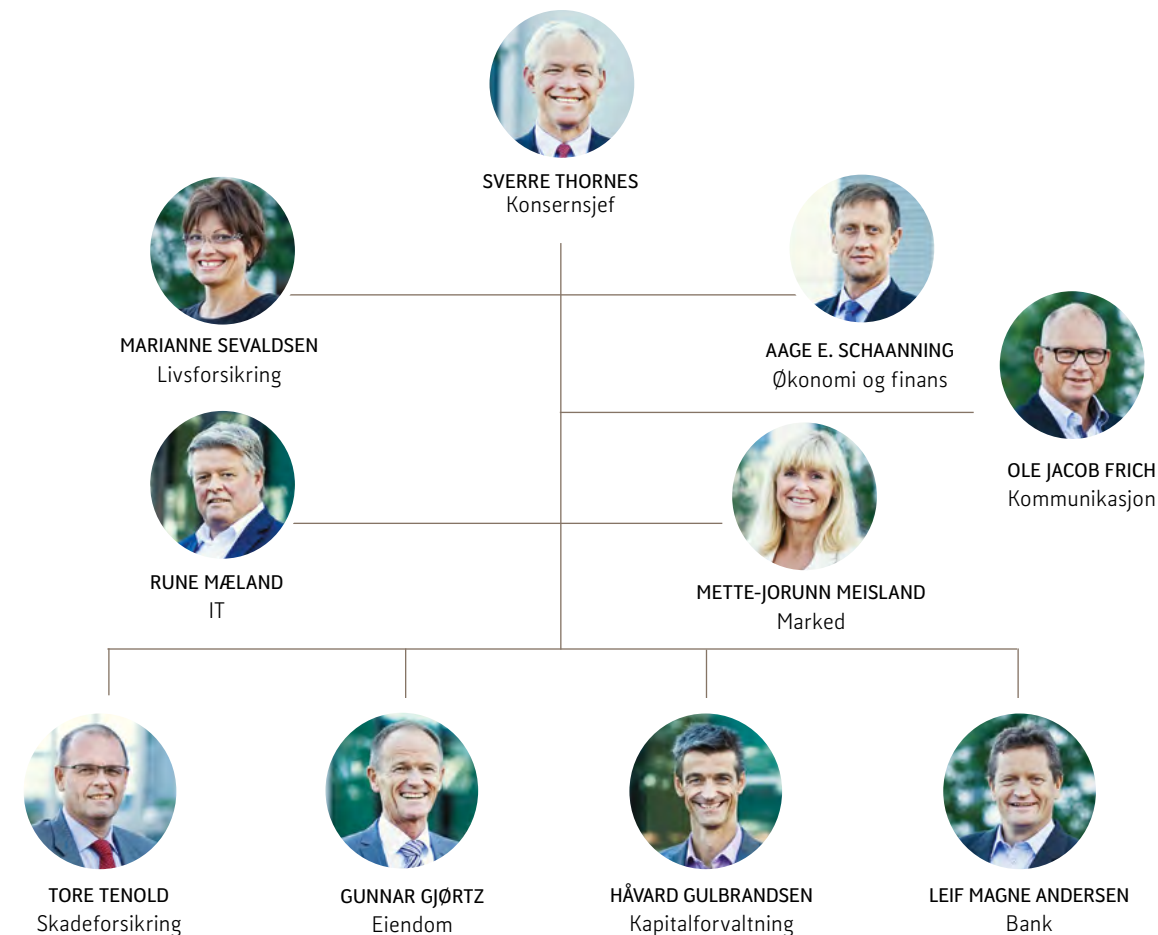 SVERRE THORNES
Konsernsjef
MARIANNE SEVALDSEN
Livsforsikring
AAGE E. SCHAANNING
Økonomi og finans
OLE JACOB FRICH
Kommunikasjon
RUNE MÆLAND
IT
METTE-JORUNN MEISLAND
Marked
TORE TENOLD
Skadeforsikring
GUNNAR GJØRTZ
Eiendom
HÅVARD GULBRANDSEN
Kapitalforvaltning
LEIF MAGNE ANDERSEN
Bank